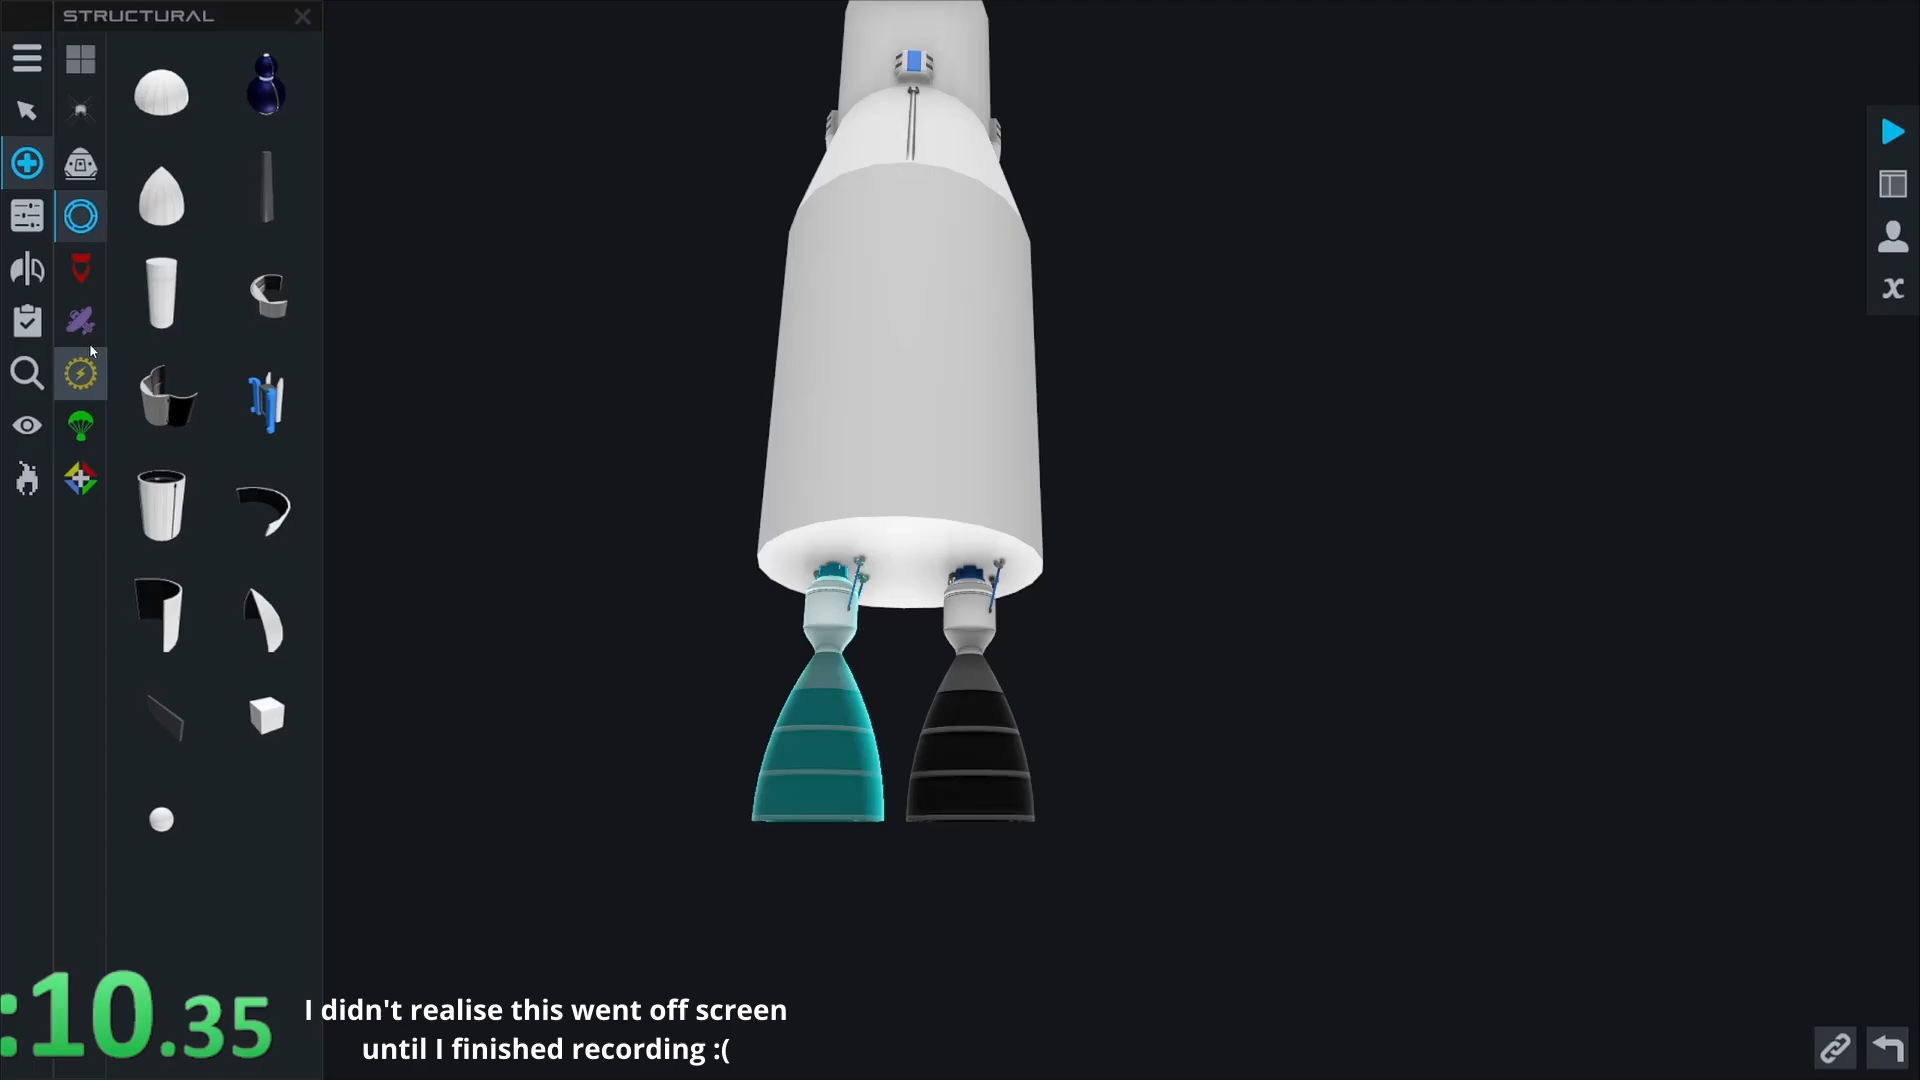 STRUCTURAL
:10.35
I didn't realise this went off screen
until I finished recording :(